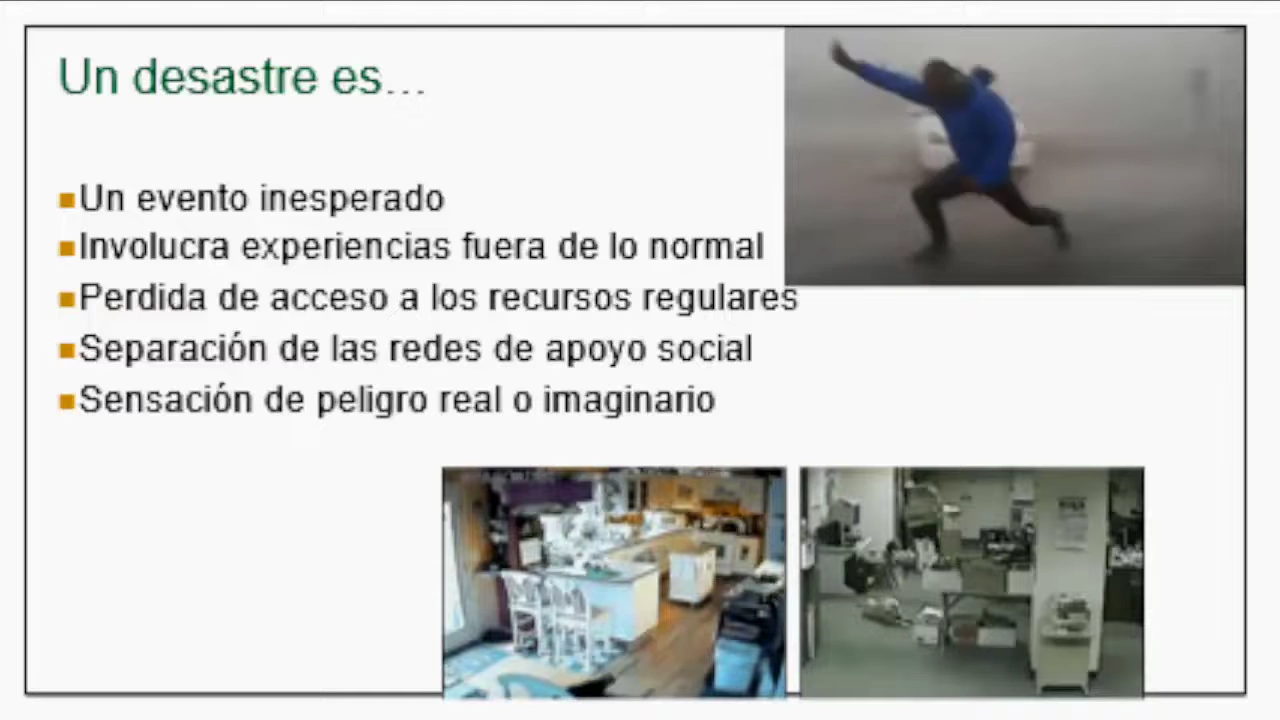 Un desastre es...
Un evento inesperado
Involucra experiencias fuera de lo normal
Perdida de acceso a los recursos regulares
Separación de las redes de apoyo social
Sensación de peligro real o imaginario